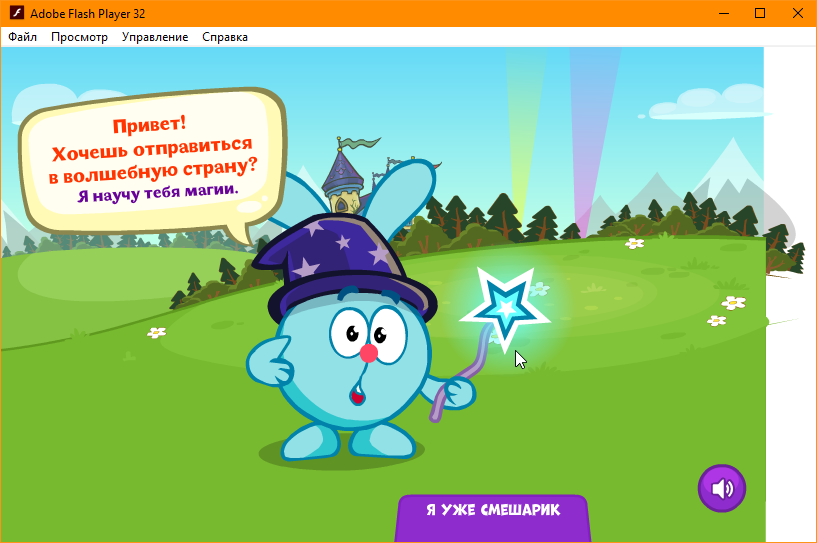 Adobe Flash Player 32
Файл Просмотр Управление Справка
Привет!
Хочешь отправиться
в волшебную страну?
Я научу тебя магии.
Я УЖЕ СМЕШАРИК